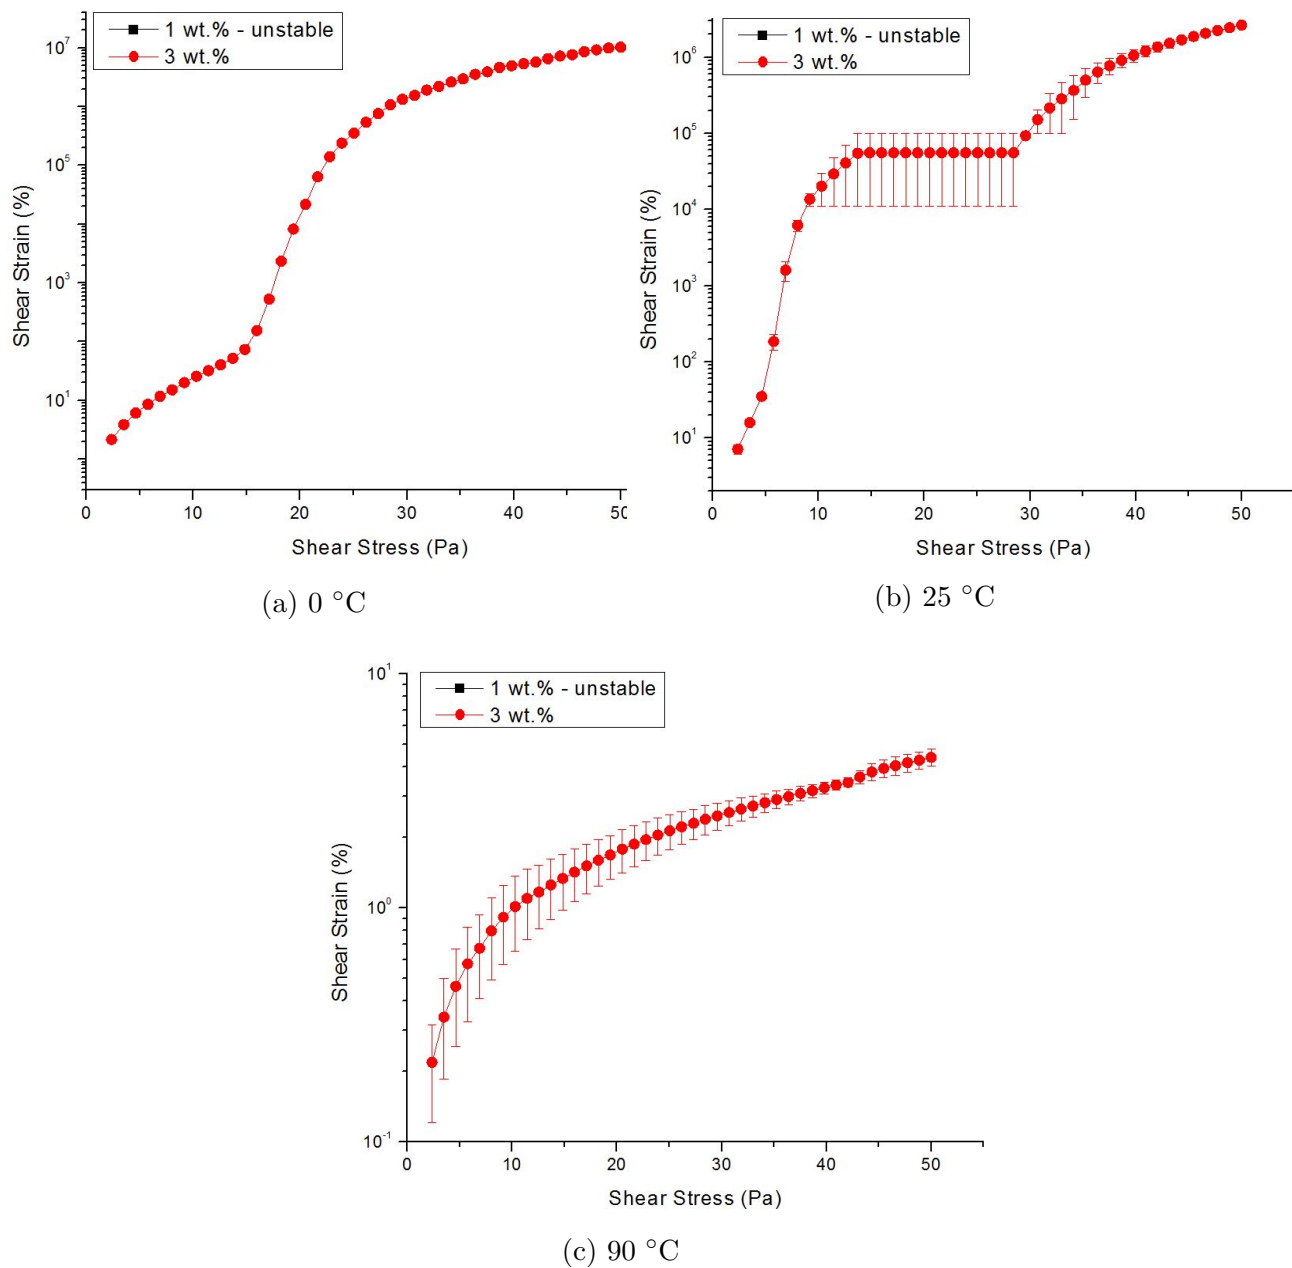 1 wt.% - unstable
3 wt.%
10^7
10^5
10^3
10^1
Shear Strain (%)
0 10 20 30 40 50
Shear Stress (Pa)
(a) 0 °C
1 wt.% - unstable
3 wt.%
10^6
10^5
10^4
10^3
10^2
10^1
Shear Strain (%)
0 10 20 30 40 50
Shear Stress (Pa)
(b) 25 °C
1 wt.% - unstable
3 wt.%
10^1
10^0
10^-1
Shear Strain (%)
0 10 20 30 40 50
Shear Stress (Pa)
(c) 90 °C